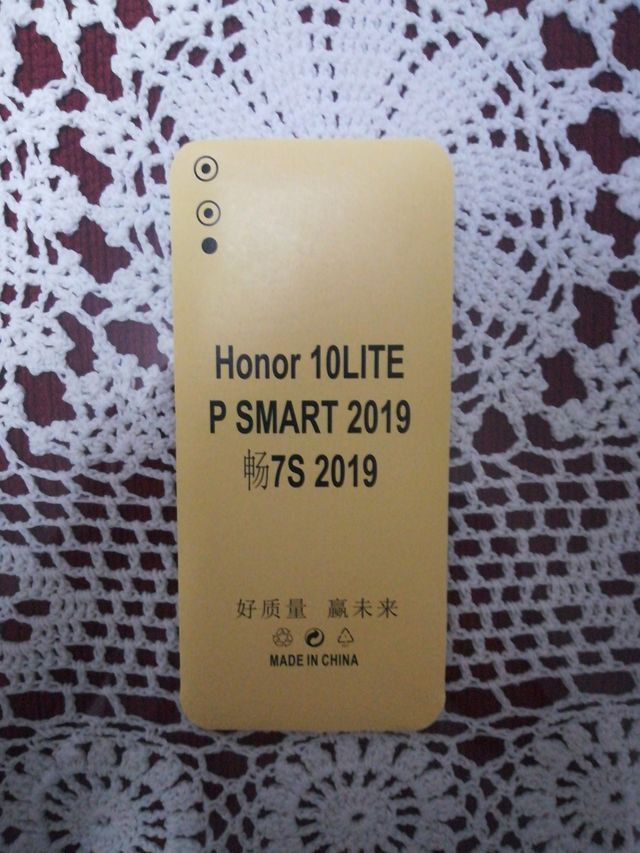 Honor 10LITE
P SMART 2019
畅7S 2019
好质量 赢未来
MADE IN CHINA